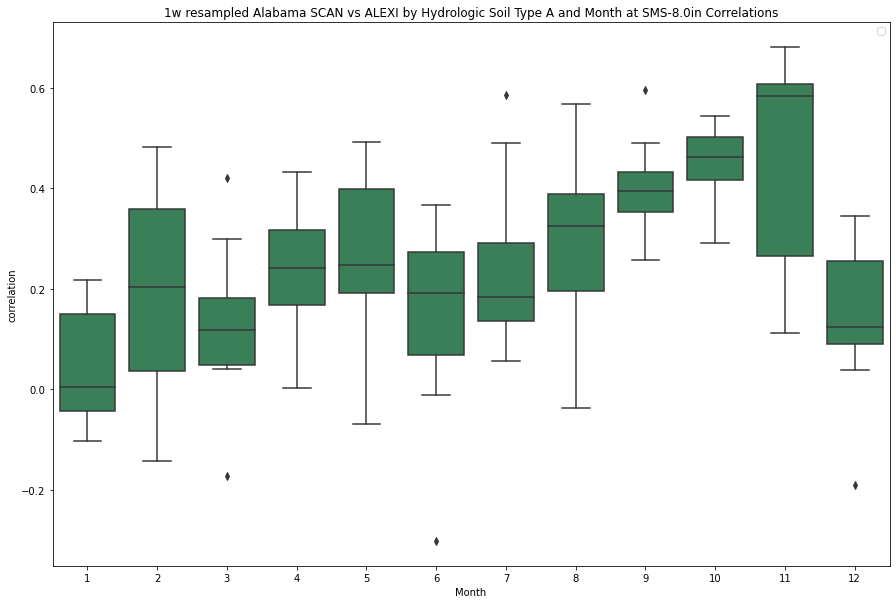 1w resampled Alabama SCAN vs ALEXI by Hydrologic Soil Type A and Month at SMS-8.0in Correlations
0.6
0.4
correlation
0.2
0.0
−0.2
1 2 3 4 5 6 7 8 9 10 11 12
Month